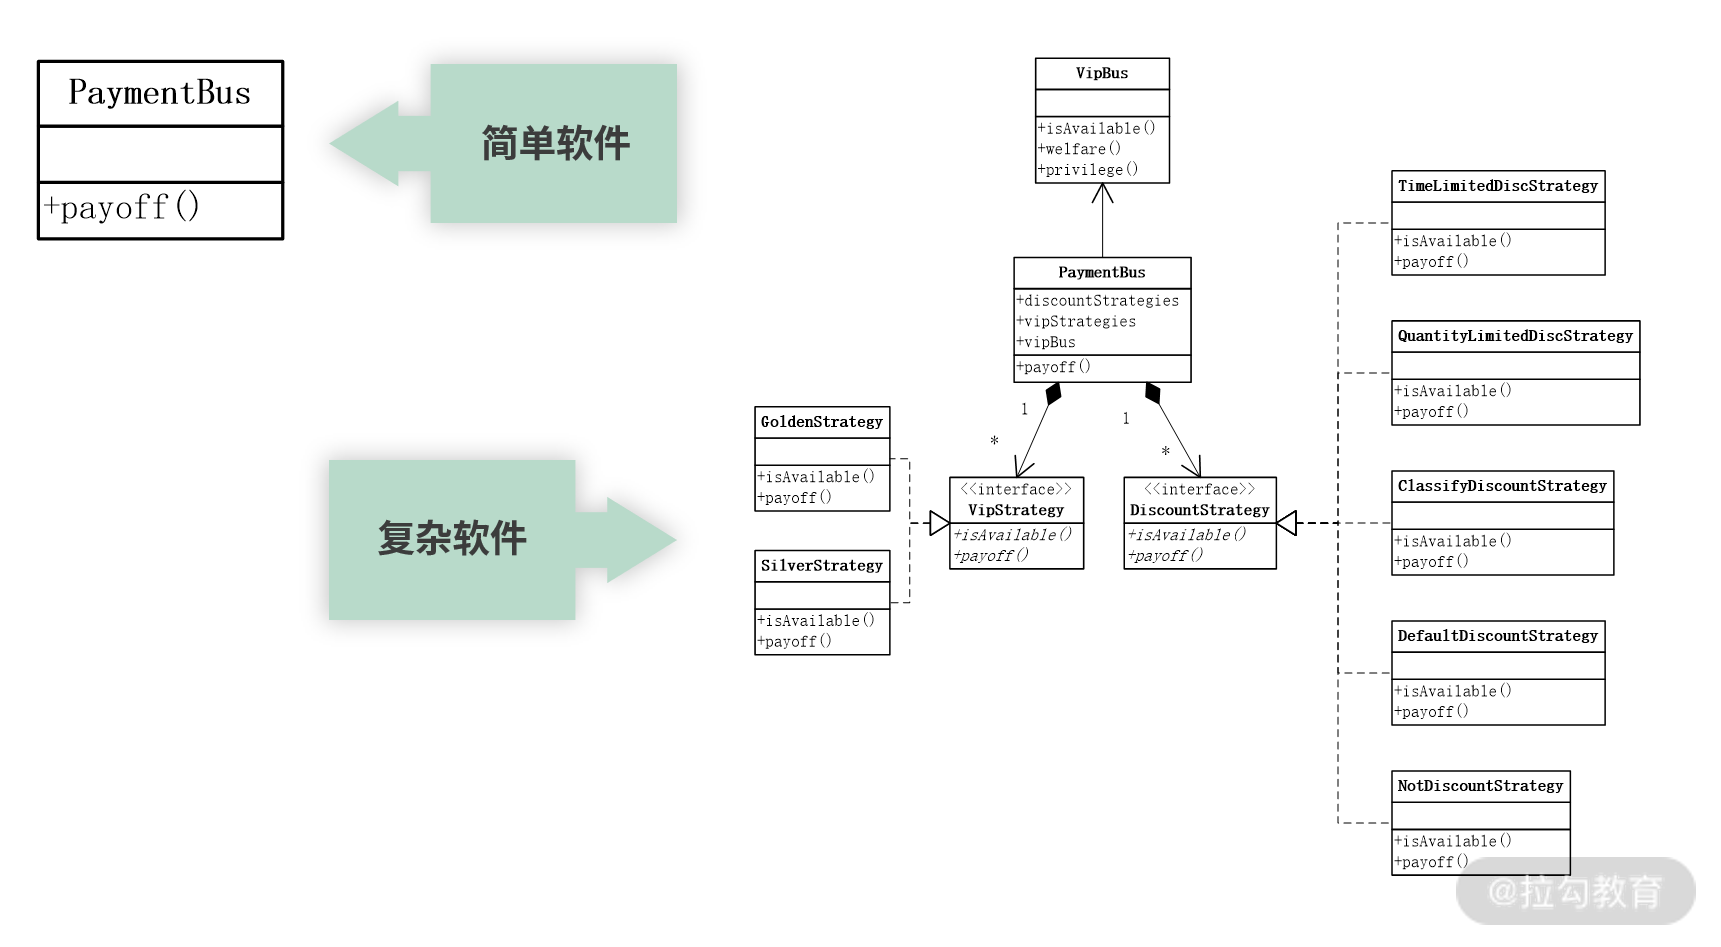 PaymentBus
+payoff()
简单软件
复杂软件
VipBus
+isAvailable()
+welfare()
+privilege()
PaymentBus
+discountStrategies
+vipStrategies
+vipBus
+payoff()
1
*
1
*
GoldenStrategy
+isAvailable()
+payoff()
SilverStrategy
+isAvailable()
+payoff()
<<interface>>
VipStrategy
+isAvailable()
+payoff()
<<interface>>
DiscountStrategy
+isAvailable()
+payoff()
TimeLimitedDiscStrategy
+isAvailable()
+payoff()
QuantityLimitedDiscStrategy
+isAvailable()
+payoff()
ClassifyDiscountStrategy
+isAvailable()
+payoff()
DefaultDiscountStrategy
+isAvailable()
+payoff()
NotDiscountStrategy
+isAvailable()
+payoff()
@拉勾教育